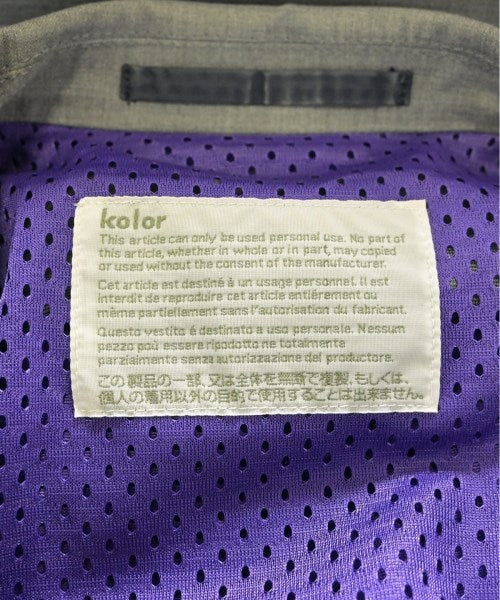 kolor
This article can only be used personal use. No part of
this article, whether in whole or in part, may copied
or used without the consent of the manufacturer.
Cet article est destiné à un usage personnel. Il est
interdit de reproduire cet article entiérement ou
même partiellement sans l'autorisation du fabricant.
Questo vestito é destinato a uso personale. Nessum
pezzo può essere ripodotto ne totalmente
parzialmente senza autorizzazione del produttore.
この製品の一部、又は全体を無断で複製、もしくは、
個人の着用以外の目的で使用することは出来ません。